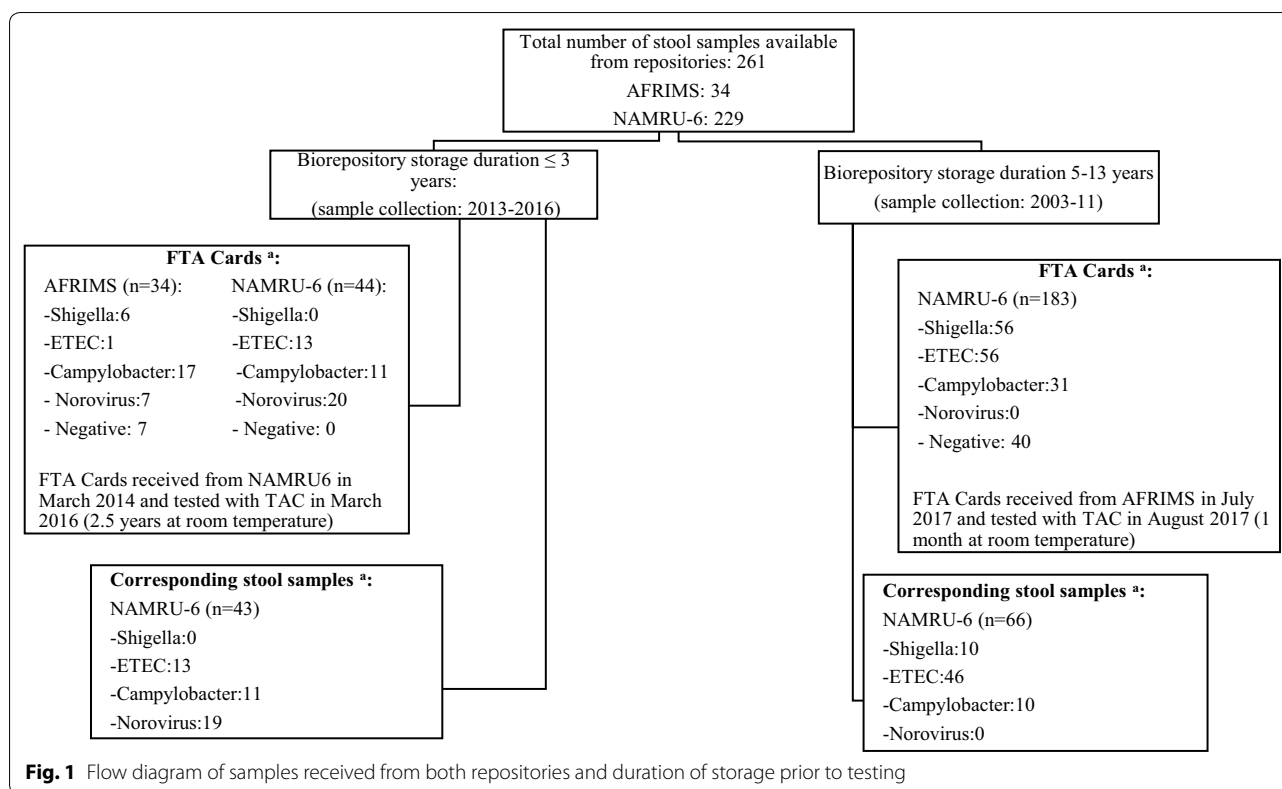 Total number of stool samples available
from repositories: 261
AFRIMS: 34
NAMRU-6: 229
Biorepository storage duration ≤ 3
years:
(sample collection: 2013-2016)
Biorepository storage duration 5-13 years
(sample collection: 2003-11)
FTA Cards ᵃ:
AFRIMS (n=34): NAMRU-6 (n=44):
-Shigella:6 -Shigella:0
-ETEC:1 -ETEC:13
-Campylobacter:17 -Campylobacter:11
- Norovirus:7 -Norovirus:20
- Negative: 7 - Negative: 0
FTA Cards received from NAMRU6 in
March 2014 and tested with TAC in March
2016 (2.5 years at room temperature)
FTA Cards ᵃ:
NAMRU-6 (n=183)
-Shigella:56
-ETEC:56
-Campylobacter:31
-Norovirus:0
- Negative: 40
FTA Cards received from AFRIMS in July
2017 and tested with TAC in August 2017 (1
month at room temperature)
Corresponding stool samples ᵃ:
NAMRU-6 (n=43)
-Shigella:0
-ETEC:13
-Campylobacter:11
-Norovirus:19
Corresponding stool samples ᵃ:
NAMRU-6 (n=66)
-Shigella:10
-ETEC:46
-Campylobacter:10
-Norovirus:0
Fig. 1 Flow diagram of samples received from both repositories and duration of storage prior to testing